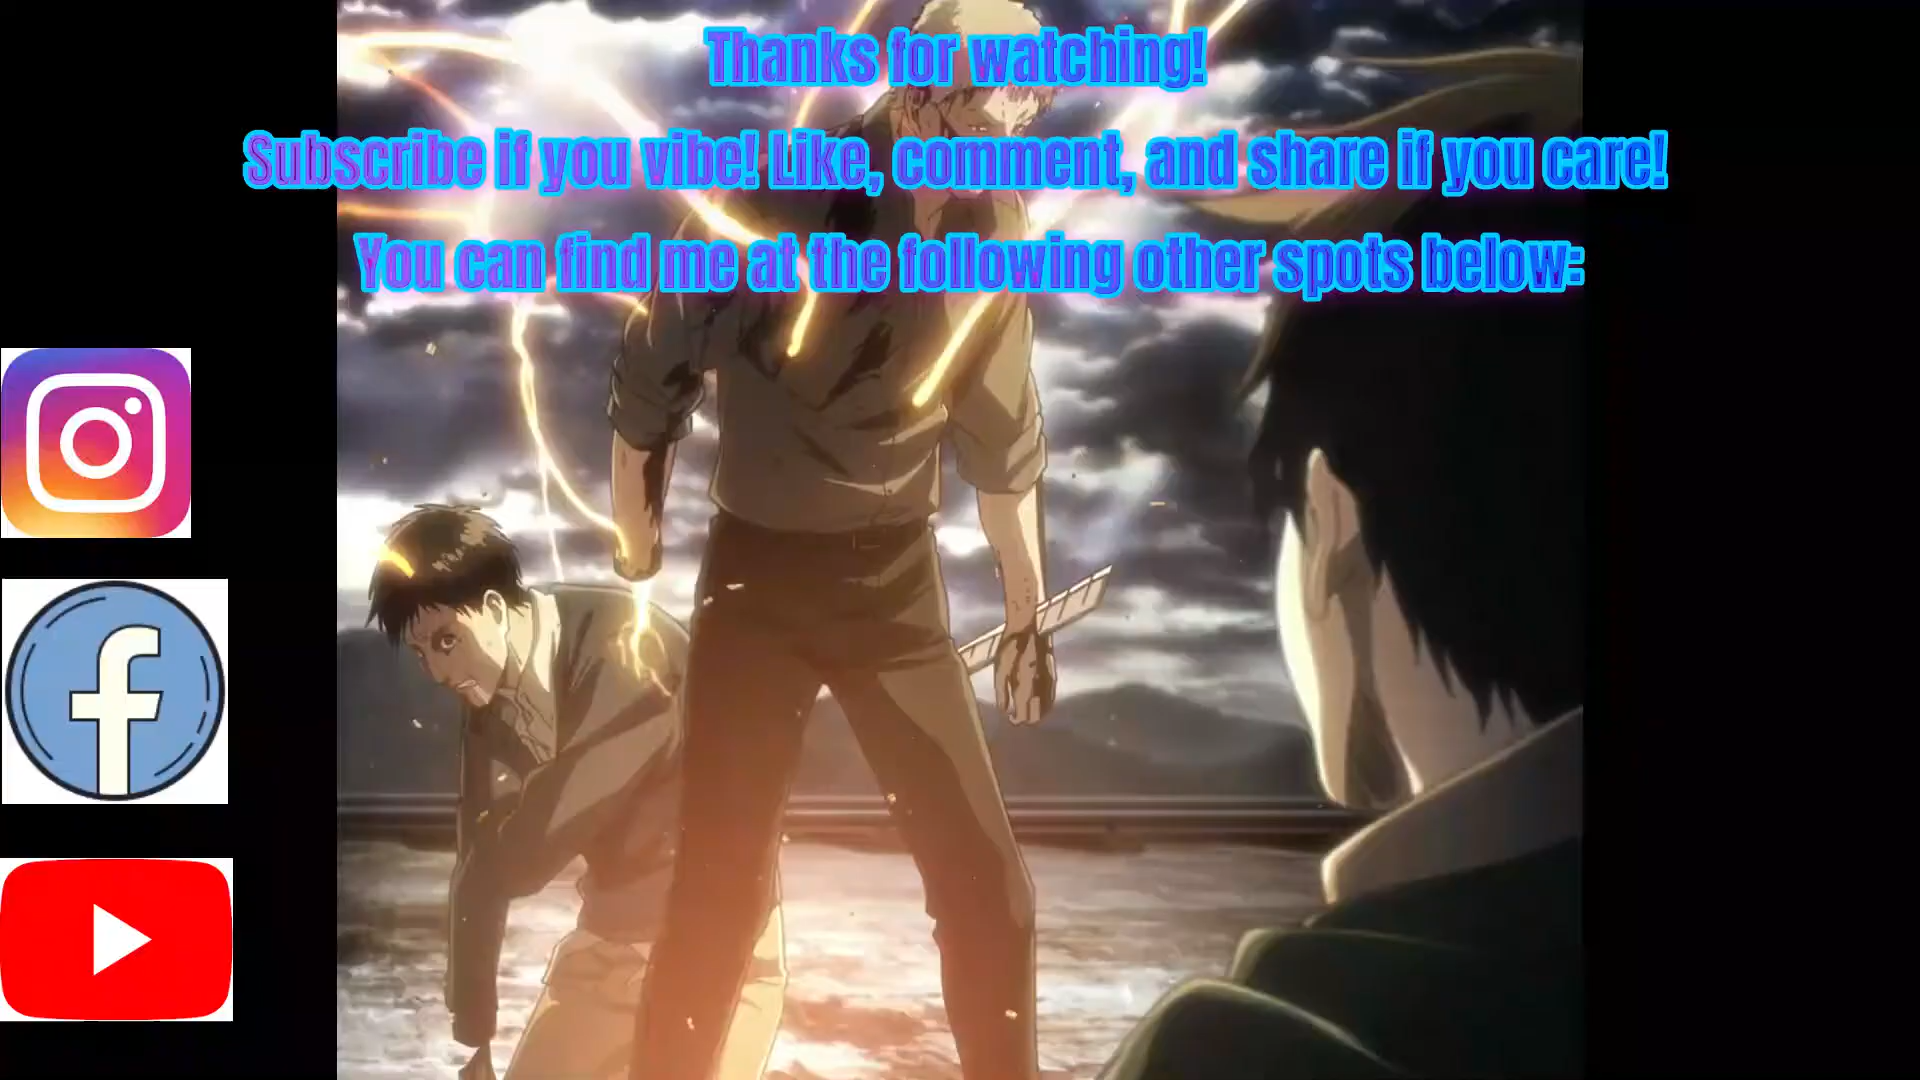 Thanks for watching!
Subscribe if you vibe! Like, comment, and share if you care!
You can find me at the following other spots below: